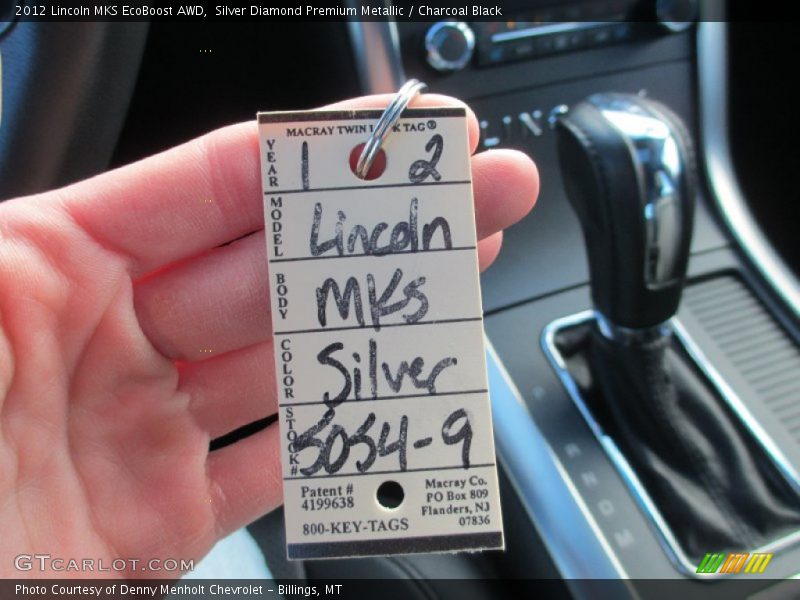 2012 Lincoln MKS EcoBoost AWD, Silver Diamond Premium Metallic / Charcoal Black
MACRAY TWIN LOCK TAG®
YEAR 1 2
MODEL Lincoln
BODY MKS
COLOR Silver
STOCK# 5054-9
Patent #
4199638
800-KEY-TAGS
Macray Co.
PO Box 809
Flanders, NJ
07836
P
R
N
D
M
GTCARLOT.COM
Photo Courtesy of Denny Menholt Chevrolet - Billings, MT